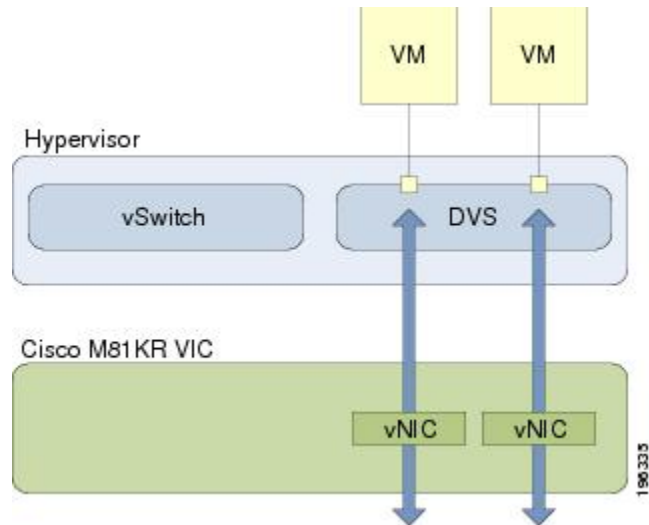 VM
VM
Hypervisor
vSwitch
DVS
Cisco M81KR VIC
vNIC
vNIC
196335